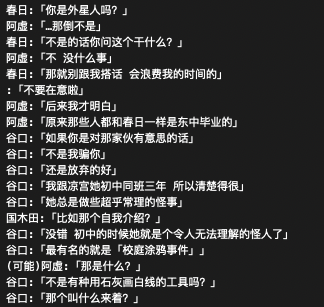 春日:「你是外星人吗？」
阿虚:「…那倒不是」
春日:「不是的话你问这个干什么？」
阿虚:「不 没什么事」
春日:「那就别跟我搭话 会浪费我的时间的」
:「不要在意啦」
阿虚:「后来我才明白」
阿虚:「原来那些人都和春日一样是东中毕业的」
谷口:「如果你是对那家伙有意思的话」
谷口:「不是我骗你」
谷口:「还是放弃的好」
谷口:「我跟凉宫她初中同班三年 所以清楚得很」
谷口:「她总是做些超乎常理的怪事」
国木田:「比如那个自我介绍？」
谷口:「没错 初中的时候她就是个令人无法理解的怪人了」
谷口:「最有名的就是「校庭涂鸦事件」」
(可能)阿虚:「那是什么？」
谷口:「不是有种用石灰画白线的工具吗？」
谷口:「那个叫什么来着？」